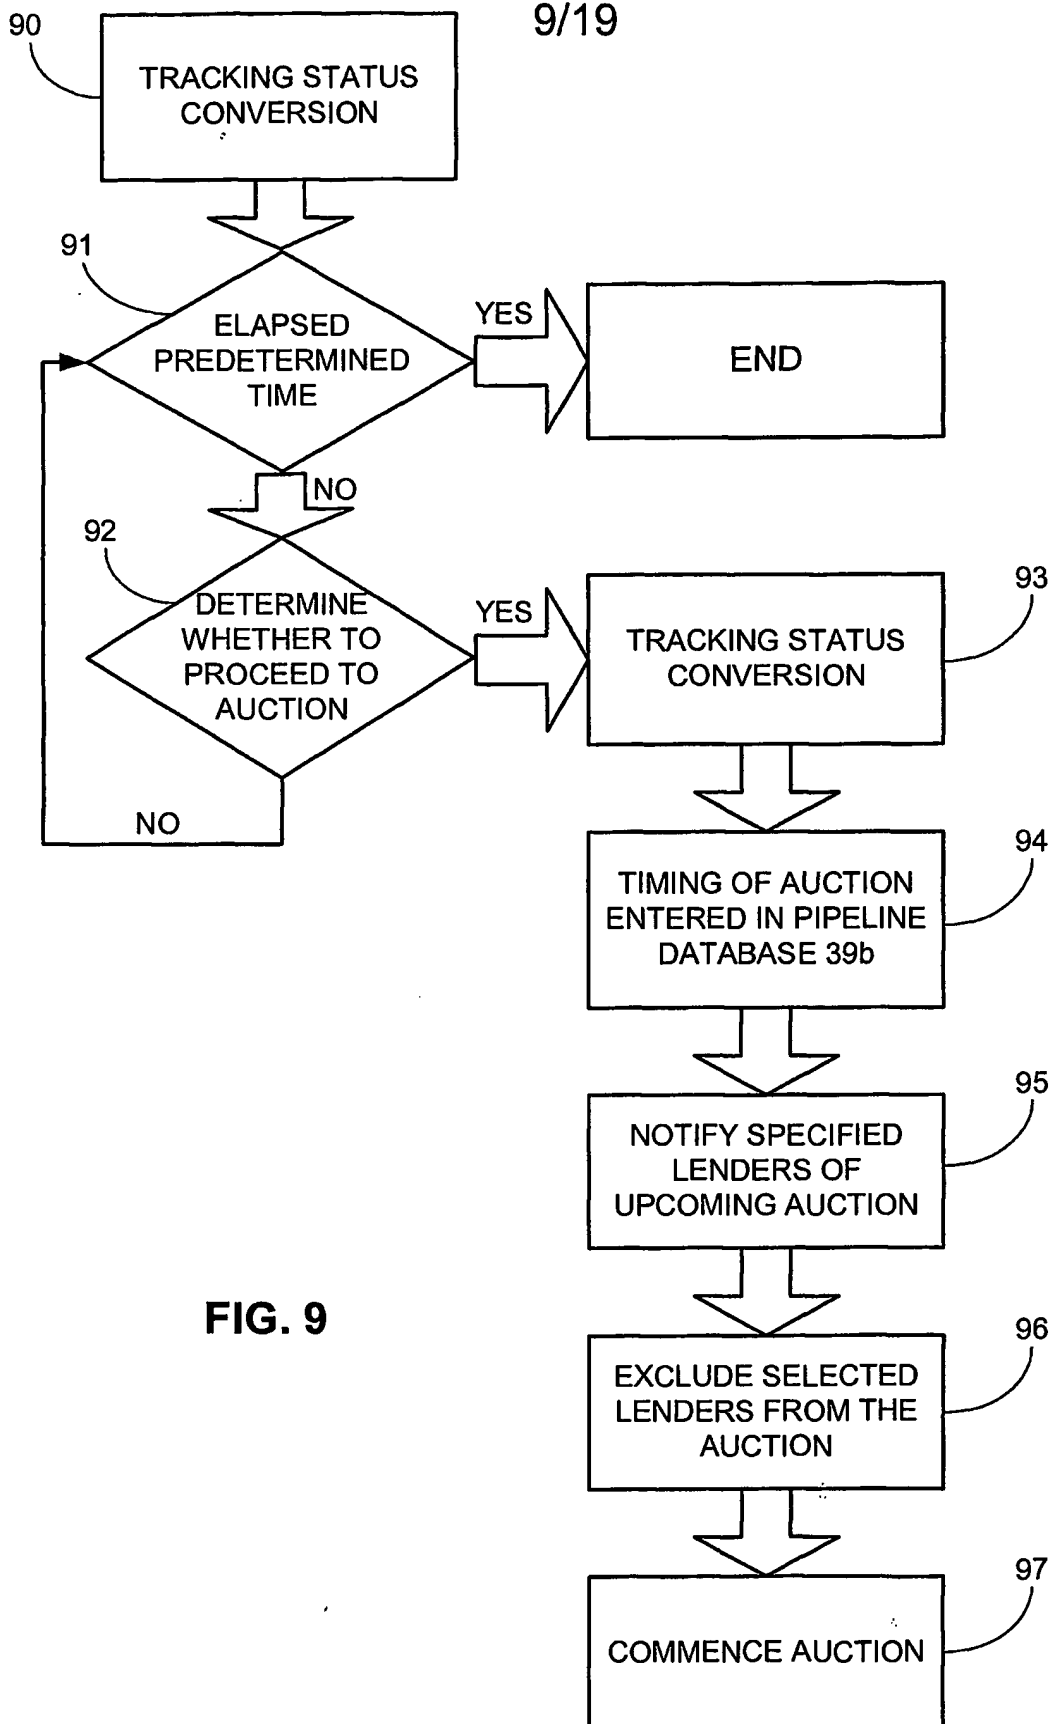 9/19
90
TRACKING STATUS
CONVERSION
91
ELAPSED
PREDETERMINED
TIME
YES
END
NO
92
DETERMINE
WHETHER TO
PROCEED TO
AUCTION
YES
NO
93
TRACKING STATUS
CONVERSION
94
TIMING OF AUCTION
ENTERED IN PIPELINE
DATABASE 39b
95
NOTIFY SPECIFIED
LENDERS OF
UPCOMING AUCTION
96
EXCLUDE SELECTED
LENDERS FROM THE
AUCTION
97
COMMENCE AUCTION
FIG. 9